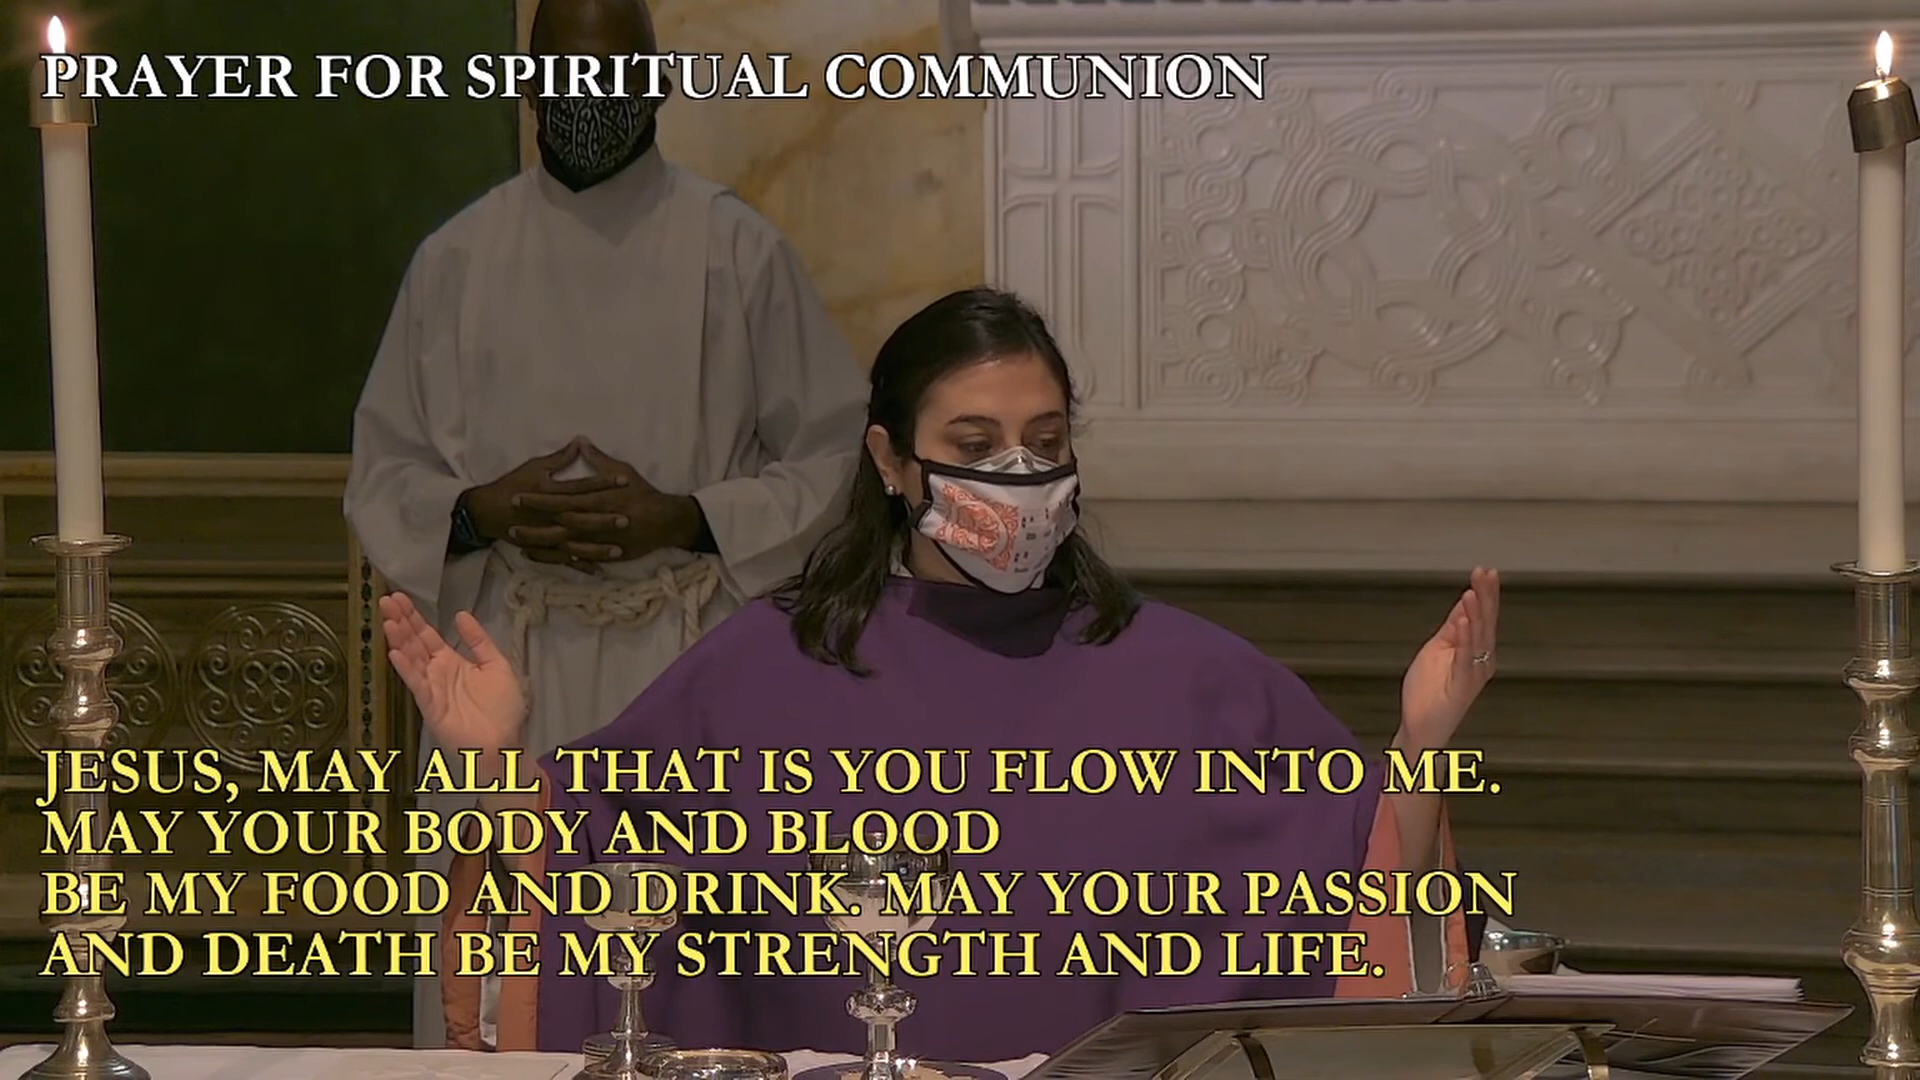 PRAYER FOR SPIRITUAL COMMUNION
JESUS, MAY ALL THAT IS YOU FLOW INTO ME.
MAY YOUR BODY AND BLOOD
BE MY FOOD AND DRINK. MAY YOUR PASSION
AND DEATH BE MY STRENGTH AND LIFE.